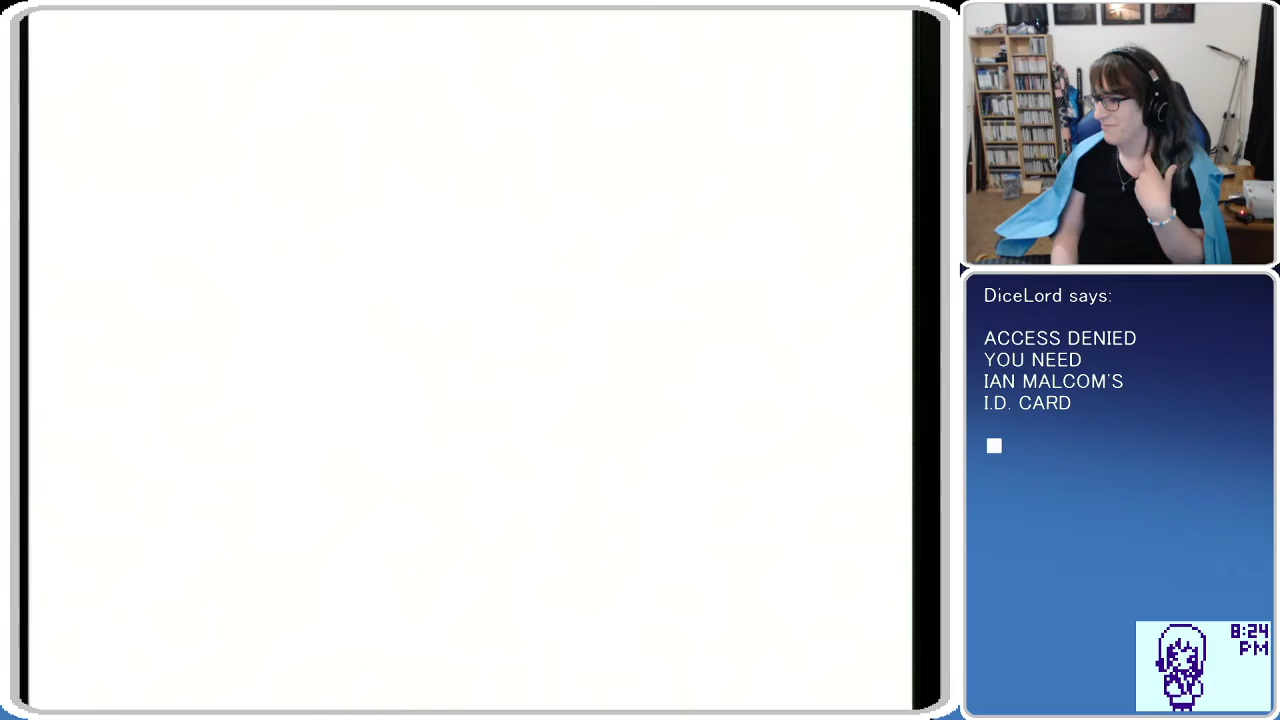 DiceLord says:
ACCESS DENIED
YOU NEED
IAN MALCOM'S
I.D. CARD
8:24
PM